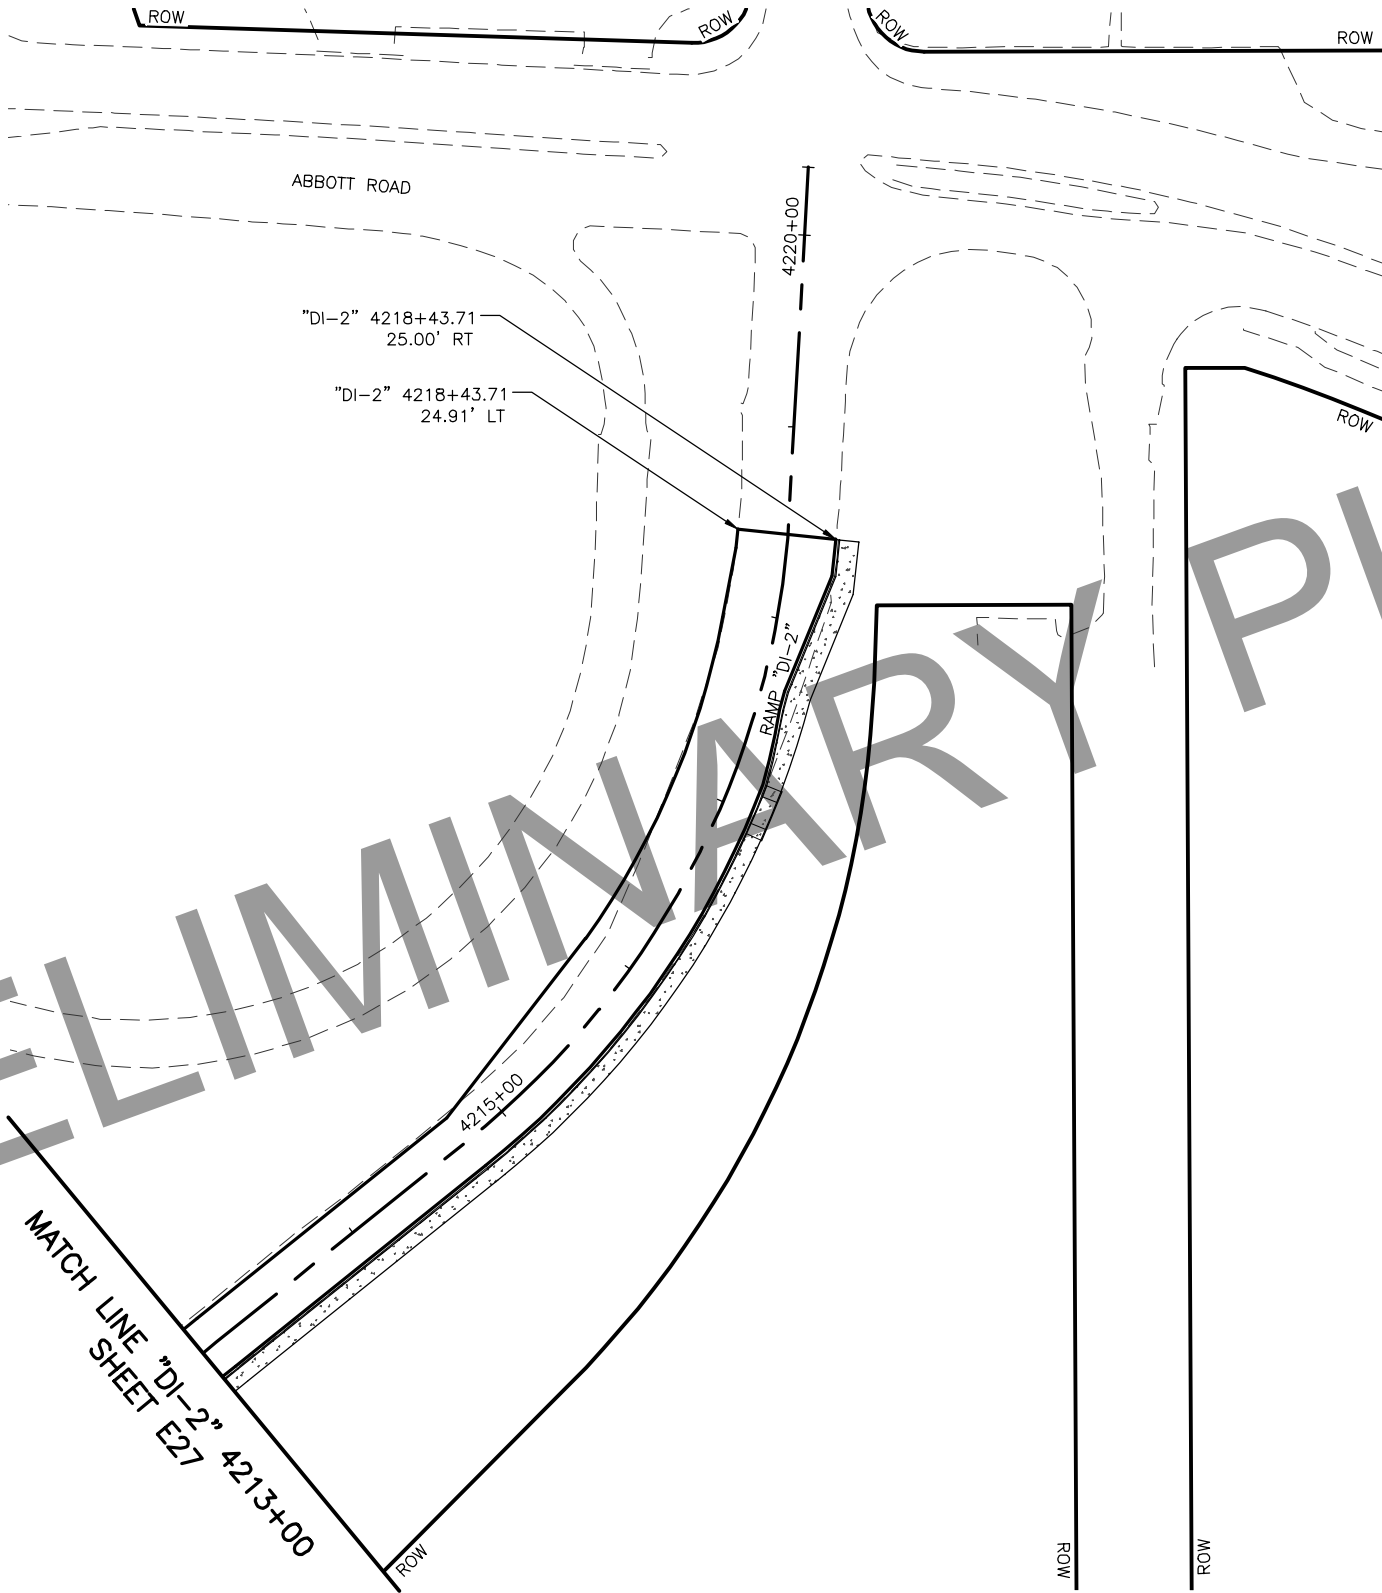 ROW
ROW
ROW
ROW
ABBOTT ROAD
4220+00
"DI-2" 4218+43.71
25.00' RT
"DI-2" 4218+43.71
24.91' LT
ROW
RAMP "DI-2"
ELIMINARY
4215+00
MATCH LINE "DI-2" 4213+00
SHEET E27
ROW
ROW
ROW